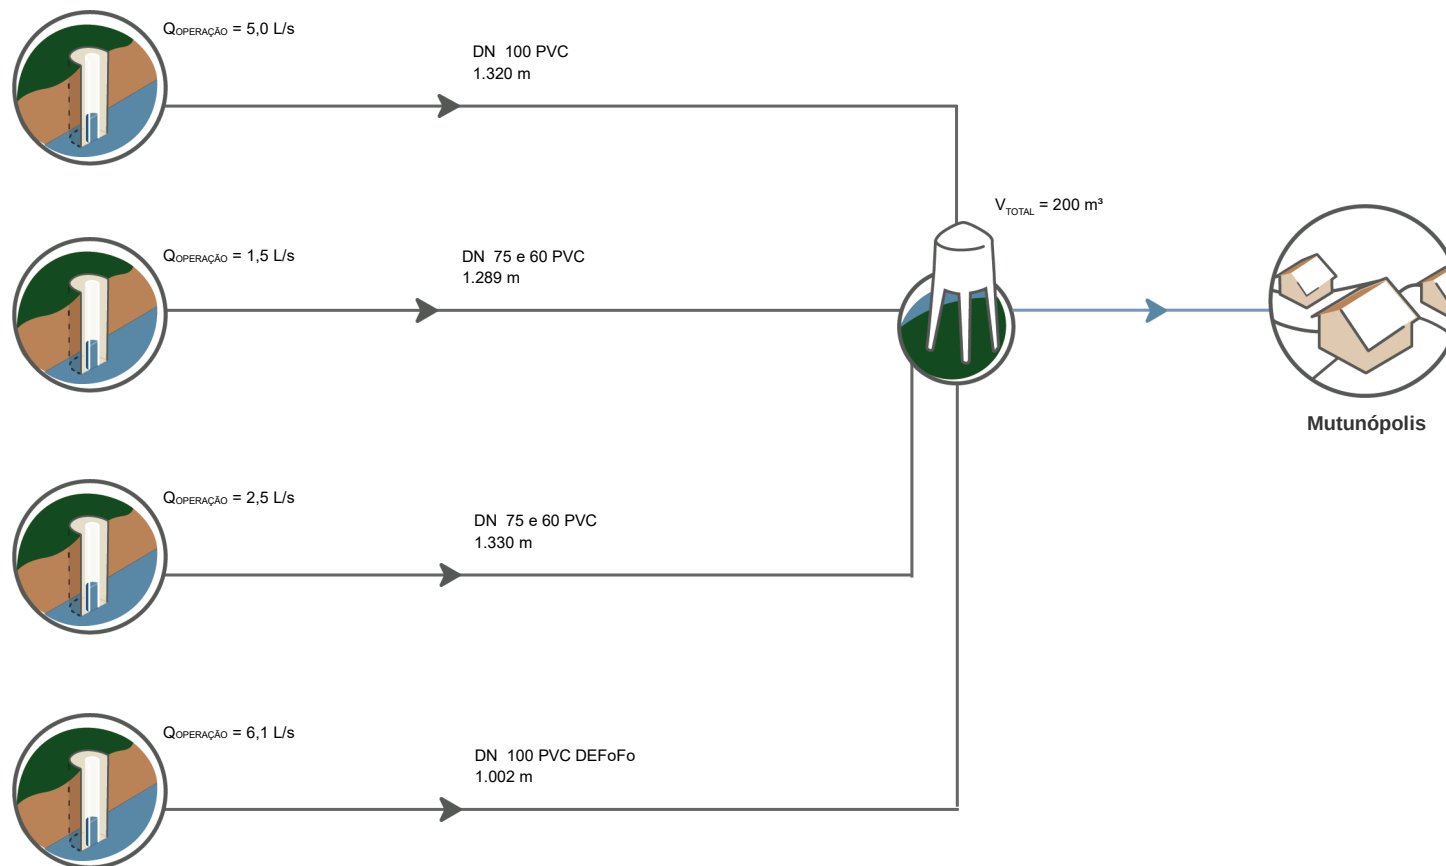 QOPERAÇÃO = 5,0 L/s
DN  100 PVC
1.320 m
VTOTAL = 200 m³
QOPERAÇÃO = 1,5 L/s
DN  75 e 60 PVC
1.289 m
Mutunópolis
QOPERAÇÃO = 2,5 L/s
DN  75 e 60 PVC
1.330 m
QOPERAÇÃO = 6,1 L/s
DN  100 PVC DEFoFo
1.002 m